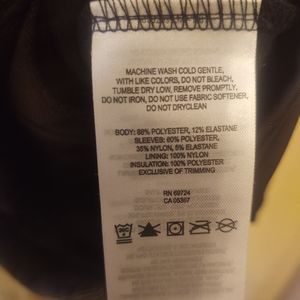 MACHINE WASH COLD GENTLE,
WITH LIKE COLORS, DO NOT BLEACH,
TUMBLE DRY LOW, REMOVE PROMPTLY,
DO NOT IRON, DO NOT USE FABRIC SOFTENER,
DO NOT DRYCLEAN
BODY: 88% POLYESTER, 12% ELASTANE
SLEEVES: 60% POLYESTER,
35% NYLON, 5% ELASTANE
LINING: 100% NYLON
INSULATION: 100% POLYESTER
EXCLUSIVE OF TRIMMING
RN 69724
CA 05367